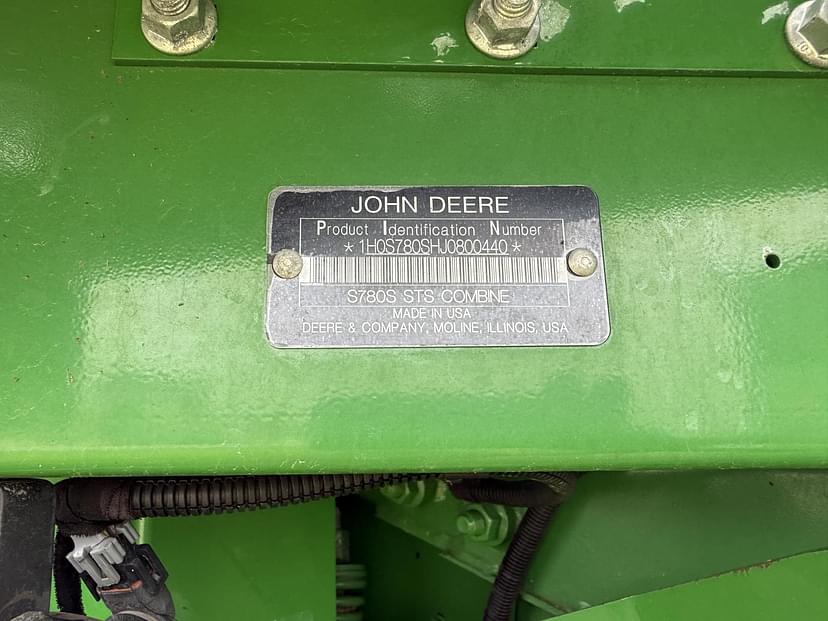 JOHN DEERE
Product Identification Number
*1H0S780SHJ0800440*
S780S STS COMBINE
MADE IN USA
DEERE & COMPANY, MOLINE, ILLINOIS, USA